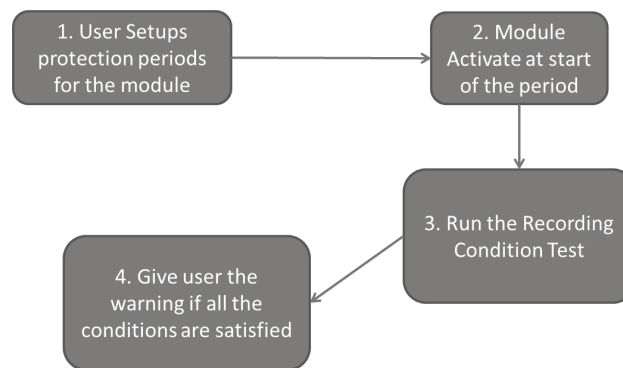 1. User Setups
protection periods
for the module
2. Module
Activate at start
of the period
3. Run the Recording
Condition Test
4. Give user the
warning if all the
conditions are satisfied